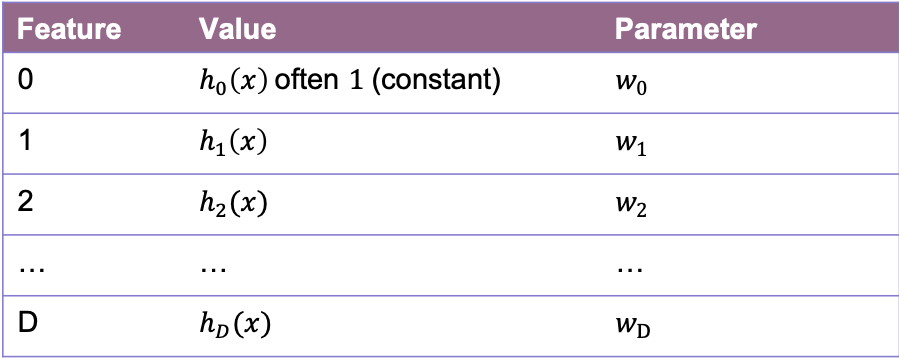 Feature Value Parameter
0 h₀(x) often 1 (constant) w₀
1 h₁(x) w₁
2 h₂(x) w₂
... ... ...
D h_D(x) w_D